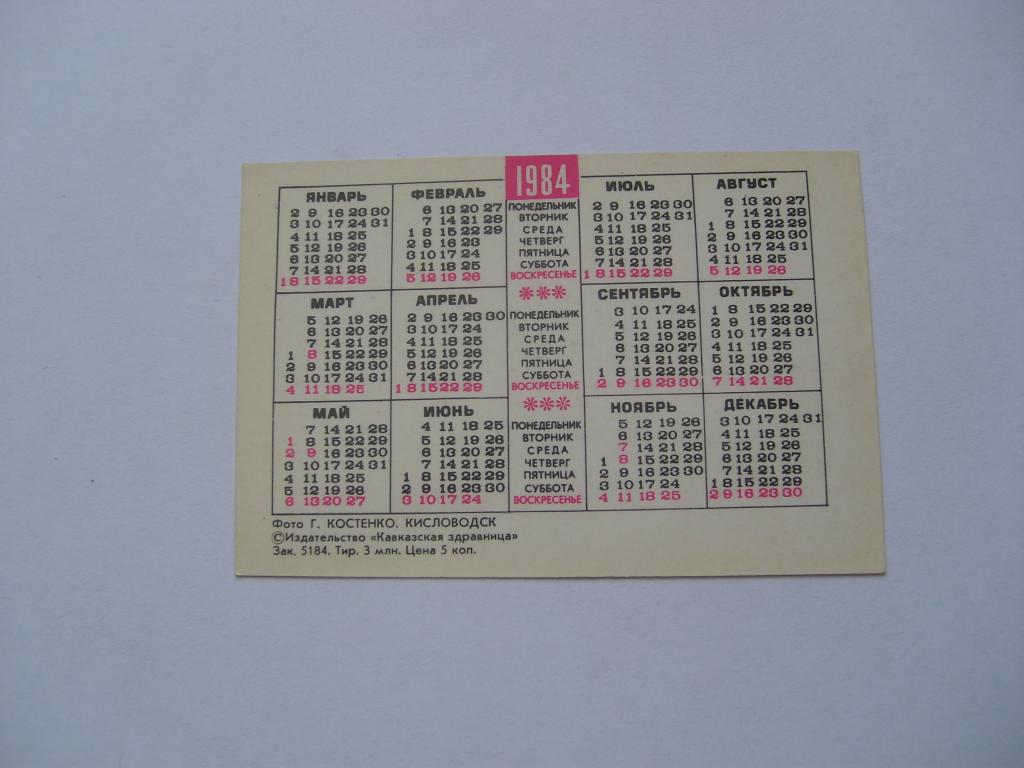 1984
ЯНВАРЬ
2 9 16 23 30
3 10 17 24 31
4 11 18 25
5 12 19 26
6 13 20 27
7 14 21 28
1 8 15 22 29
ФЕВРАЛЬ
6 13 20 27
7 14 21 28
1 8 15 22 29
2 9 16 23
3 10 17 24
4 11 18 25
5 12 19 26
ПОНЕДЕЛЬНИК
ВТОРНИК
СРЕДА
ЧЕТВЕРГ
ПЯТНИЦА
СУББОТА
ВОСКРЕСЕНЬЕ
***
ИЮЛЬ
2 9 16 23 30
3 10 17 24 31
4 11 18 25
5 12 19 26
6 13 20 27
7 14 21 28
1 8 15 22 29
АВГУСТ
6 13 20 27
7 14 21 28
1 8 15 22 29
2 9 16 23 30
3 10 17 24 31
4 11 18 25
5 12 19 26
МАРТ
5 12 19 26
6 13 20 27
7 14 21 28
1 8 15 22 29
2 9 16 23 30
3 10 17 24 31
4 11 18 25
АПРЕЛЬ
2 9 16 23 30
3 10 17 24
4 11 18 25
5 12 19 26
6 13 20 27
7 14 21 28
1 8 15 22 29
ПОНЕДЕЛЬНИК
ВТОРНИК
СРЕДА
ЧЕТВЕРГ
ПЯТНИЦА
СУББОТА
ВОСКРЕСЕНЬЕ
***
СЕНТЯБРЬ
3 10 17 24
4 11 18 25
5 12 19 26
6 13 20 27
7 14 21 28
1 8 15 22 29
2 9 16 23 30
ОКТЯБРЬ
1 8 15 22 29
2 9 16 23 30
3 10 17 24 31
4 11 18 25
5 12 19 26
6 13 20 27
7 14 21 28
МАЙ
7 14 21 28
1 8 15 22 29
2 9 16 23 30
3 10 17 24 31
4 11 18 25
5 12 19 26
6 13 20 27
ИЮНЬ
4 11 18 25
5 12 19 26
6 13 20 27
7 14 21 28
1 8 15 22 29
2 9 16 23 30
3 10 17 24
ПОНЕДЕЛЬНИК
ВТОРНИК
СРЕДА
ЧЕТВЕРГ
ПЯТНИЦА
СУББОТА
ВОСКРЕСЕНЬЕ
НОЯБРЬ
5 12 19 26
6 13 20 27
7 14 21 28
1 8 15 22 29
2 9 16 23 30
3 10 17 24
4 11 18 25
ДЕКАБРЬ
3 10 17 24 31
4 11 18 25
5 12 19 26
6 13 20 27
7 14 21 28
1 8 15 22 29
2 9 16 23 30
Фото Г. КОСТЕНКО. КИСЛОВОДСК
©Издательство «Кавказская здравница»
Зак. 5184. Тир. 3 млн. Цена 5 коп.